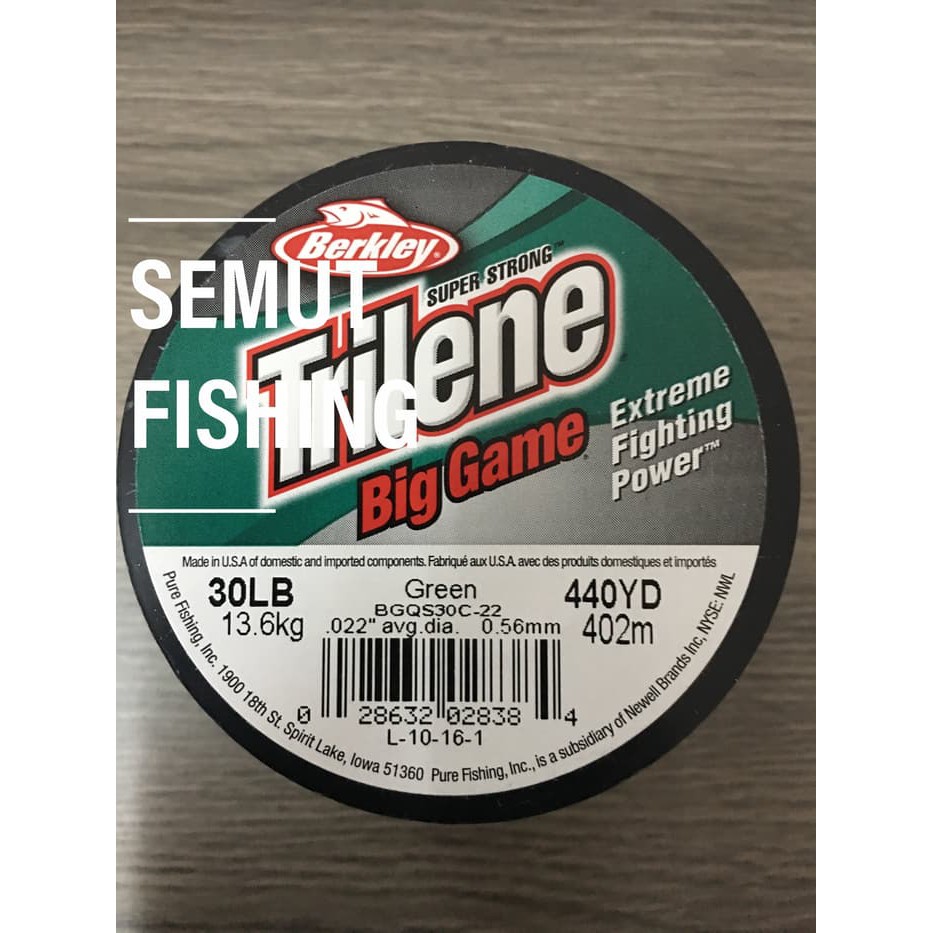 Berkley®
SUPER STRONG™
SEMUT
Trilene®
FISHING
Extreme
Fighting
Power™
Big Game®
Made in U.S.A of domestic and imported components. Fabriqué aux U.S.A. avec des produits domestiques et importés
30LB
Green
440YD
13.6kg
BGQS30C-22
402m
.022" avg.dia. 0.56mm
0 28632 02838 4
L-10-16-1
Pure Fishing, Inc. 1900 18th St. Spirit Lake, Iowa 51360 Pure Fishing, Inc., is a subsidiary of Newell Brands Inc, NYSE: NWL